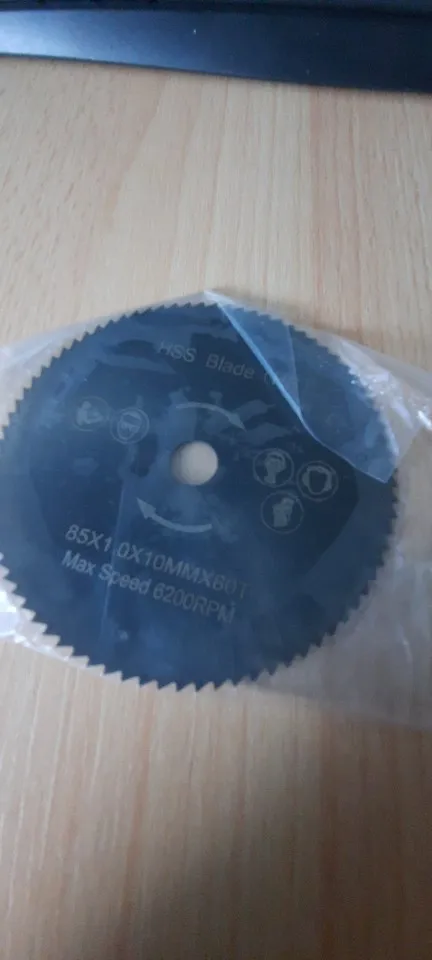 HSS Blade
85X1.0X10MMX80T
Max Speed 6200RPM